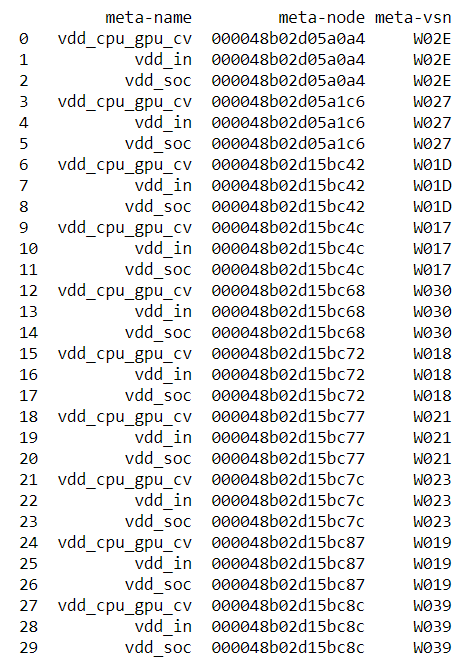 meta-name meta-node meta-vsn
0 vdd_cpu_gpu_cv 000048b02d05a0a4 W02E
1 vdd_in 000048b02d05a0a4 W02E
2 vdd_soc 000048b02d05a0a4 W02E
3 vdd_cpu_gpu_cv 000048b02d05a1c6 W027
4 vdd_in 000048b02d05a1c6 W027
5 vdd_soc 000048b02d05a1c6 W027
6 vdd_cpu_gpu_cv 000048b02d15bc42 W01D
7 vdd_in 000048b02d15bc42 W01D
8 vdd_soc 000048b02d15bc42 W01D
9 vdd_cpu_gpu_cv 000048b02d15bc4c W017
10 vdd_in 000048b02d15bc4c W017
11 vdd_soc 000048b02d15bc4c W017
12 vdd_cpu_gpu_cv 000048b02d15bc68 W030
13 vdd_in 000048b02d15bc68 W030
14 vdd_soc 000048b02d15bc68 W030
15 vdd_cpu_gpu_cv 000048b02d15bc72 W018
16 vdd_in 000048b02d15bc72 W018
17 vdd_soc 000048b02d15bc72 W018
18 vdd_cpu_gpu_cv 000048b02d15bc77 W021
19 vdd_in 000048b02d15bc77 W021
20 vdd_soc 000048b02d15bc77 W021
21 vdd_cpu_gpu_cv 000048b02d15bc7c W023
22 vdd_in 000048b02d15bc7c W023
23 vdd_soc 000048b02d15bc7c W023
24 vdd_cpu_gpu_cv 000048b02d15bc87 W019
25 vdd_in 000048b02d15bc87 W019
26 vdd_soc 000048b02d15bc87 W019
27 vdd_cpu_gpu_cv 000048b02d15bc8c W039
28 vdd_in 000048b02d15bc8c W039
29 vdd_soc 000048b02d15bc8c W039